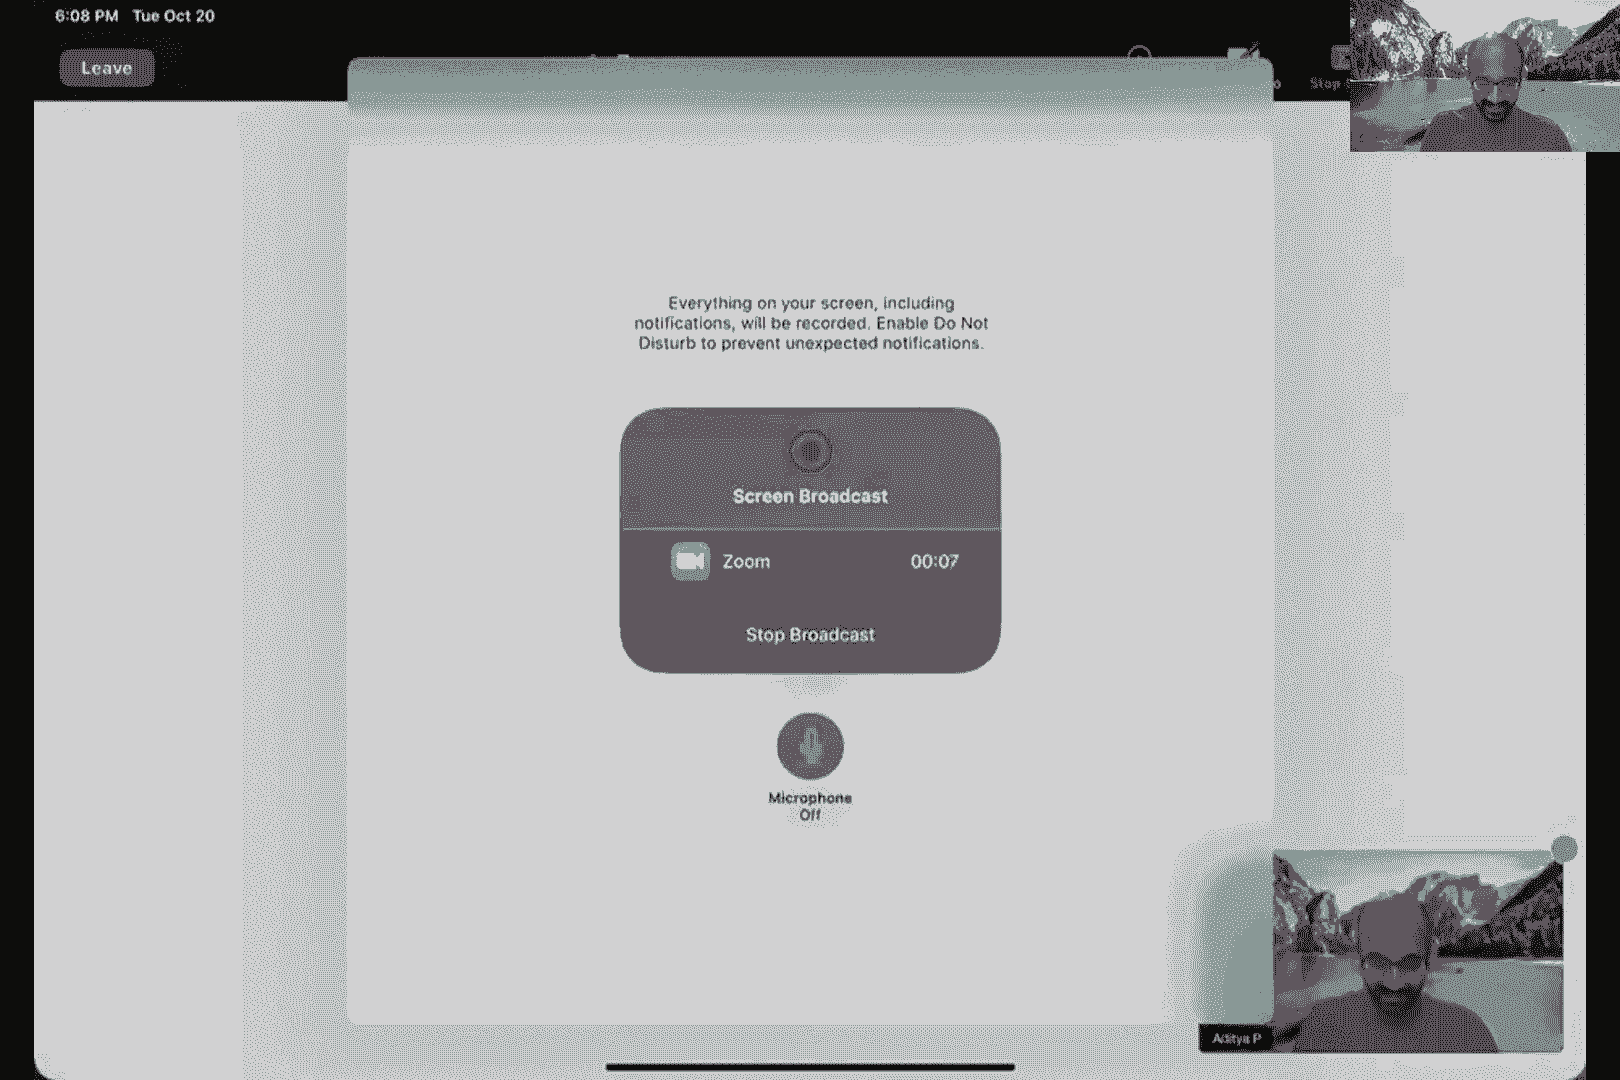 6:08 PM Tue Oct 20
Leave
Stop
Everything on your screen, including
notifications, will be recorded. Enable Do Not
Disturb to prevent unexpected notifications.
Screen Broadcast
Zoom 00:07
Stop Broadcast
Microphone
Off
Aditya P